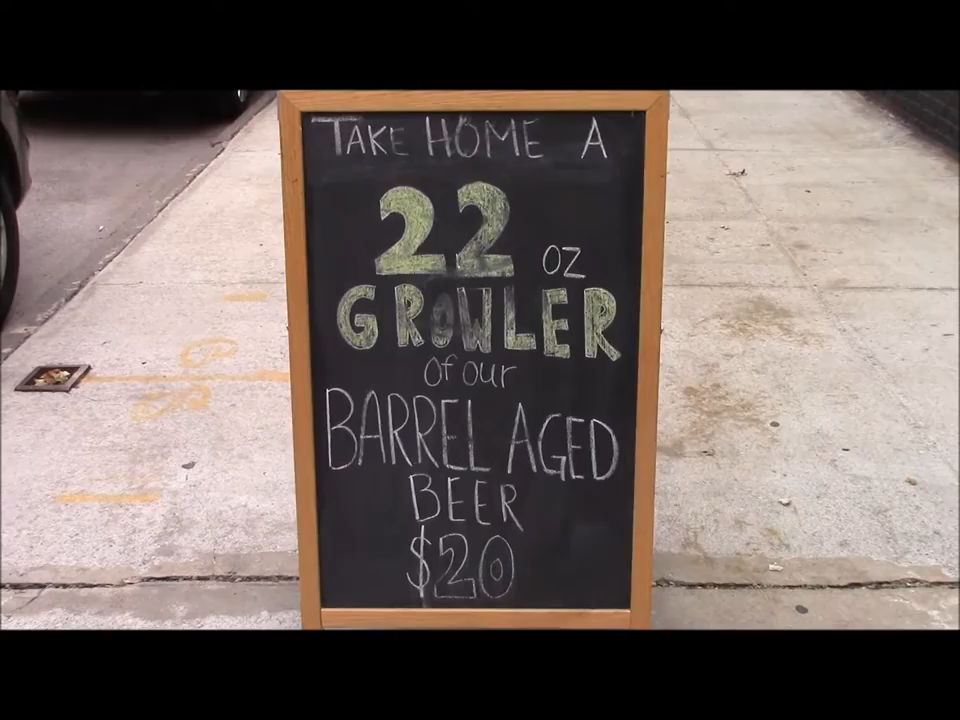 TAKE HOME A
22 OZ
GROWLER
of our
BARREL AGED
BEER
$20